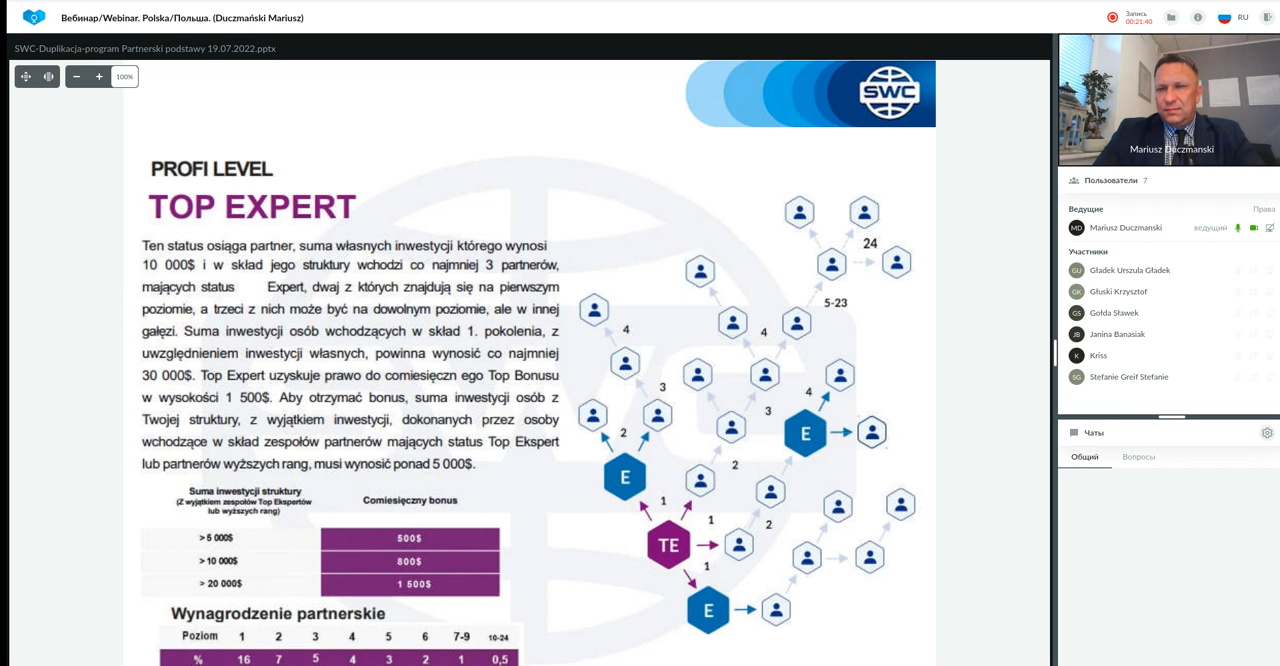 Вебинар/Webinar. Polska/Польша. (Duczmański Mariusz)
Запись
00:21:40
RU
SWC-Duplikacja-program Partnerski podstawy 19.07.2022.pptx
100%
SWC
PROFI LEVEL
TOP EXPERT
Ten status osiąga partner, suma własnych inwestycji którego wynosi
10 000$ i w skład jego struktury wchodzi co najmniej 3 partnerów,
mających status Expert, dwaj z których znajdują się na pierwszym
poziomie, a trzeci z nich może być na dowolnym poziomie, ale w innej
gałęzi. Suma inwestycji osób wchodzących w skład 1. pokolenia, z
uwzględnieniem inwestycji własnych, powinna wynosić co najmniej
30 000$. Top Expert uzyskuje prawo do comiesięczn ego Top Bonusu
w wysokości 1 500$. Aby otrzymać bonus, suma inwestycji osób z
Twojej struktury, z wyjątkiem inwestycji, dokonanych przez osoby
wchodzące w skład zespołów partnerów mających status Top Ekspert
lub partnerów wyższych rang, musi wynosić ponad 5 000$.
Suma inwestycji struktury
(Z wyjątkiem zespołów Top Ekspertów
lub wyższych rang)
Comiesięczny bonus
> 5 000$ 500$
> 10 000$ 800$
> 20 000$ 1 500$
Wynagrodzenie partnerskie
Poziom 1 2 3 4 5 6 7-9 10-24
% 16 7 5 4 3 2 1 0,5
24
5-23
4
4
3
4
3
2
E
E
2
1
1
2
TE
1
E
Mariusz Duczmanski
Пользователи 7
Ведущие Права
MD Mariusz Duczmanski ведущий
Участники
GU Gładek Urszula Gładek
GK Głuski Krzysztof
GS Gołda Sławek
JB Janina Banasiak
K Kriss
SG Stefanie Greif Stefanie
Чаты
Общий Вопросы